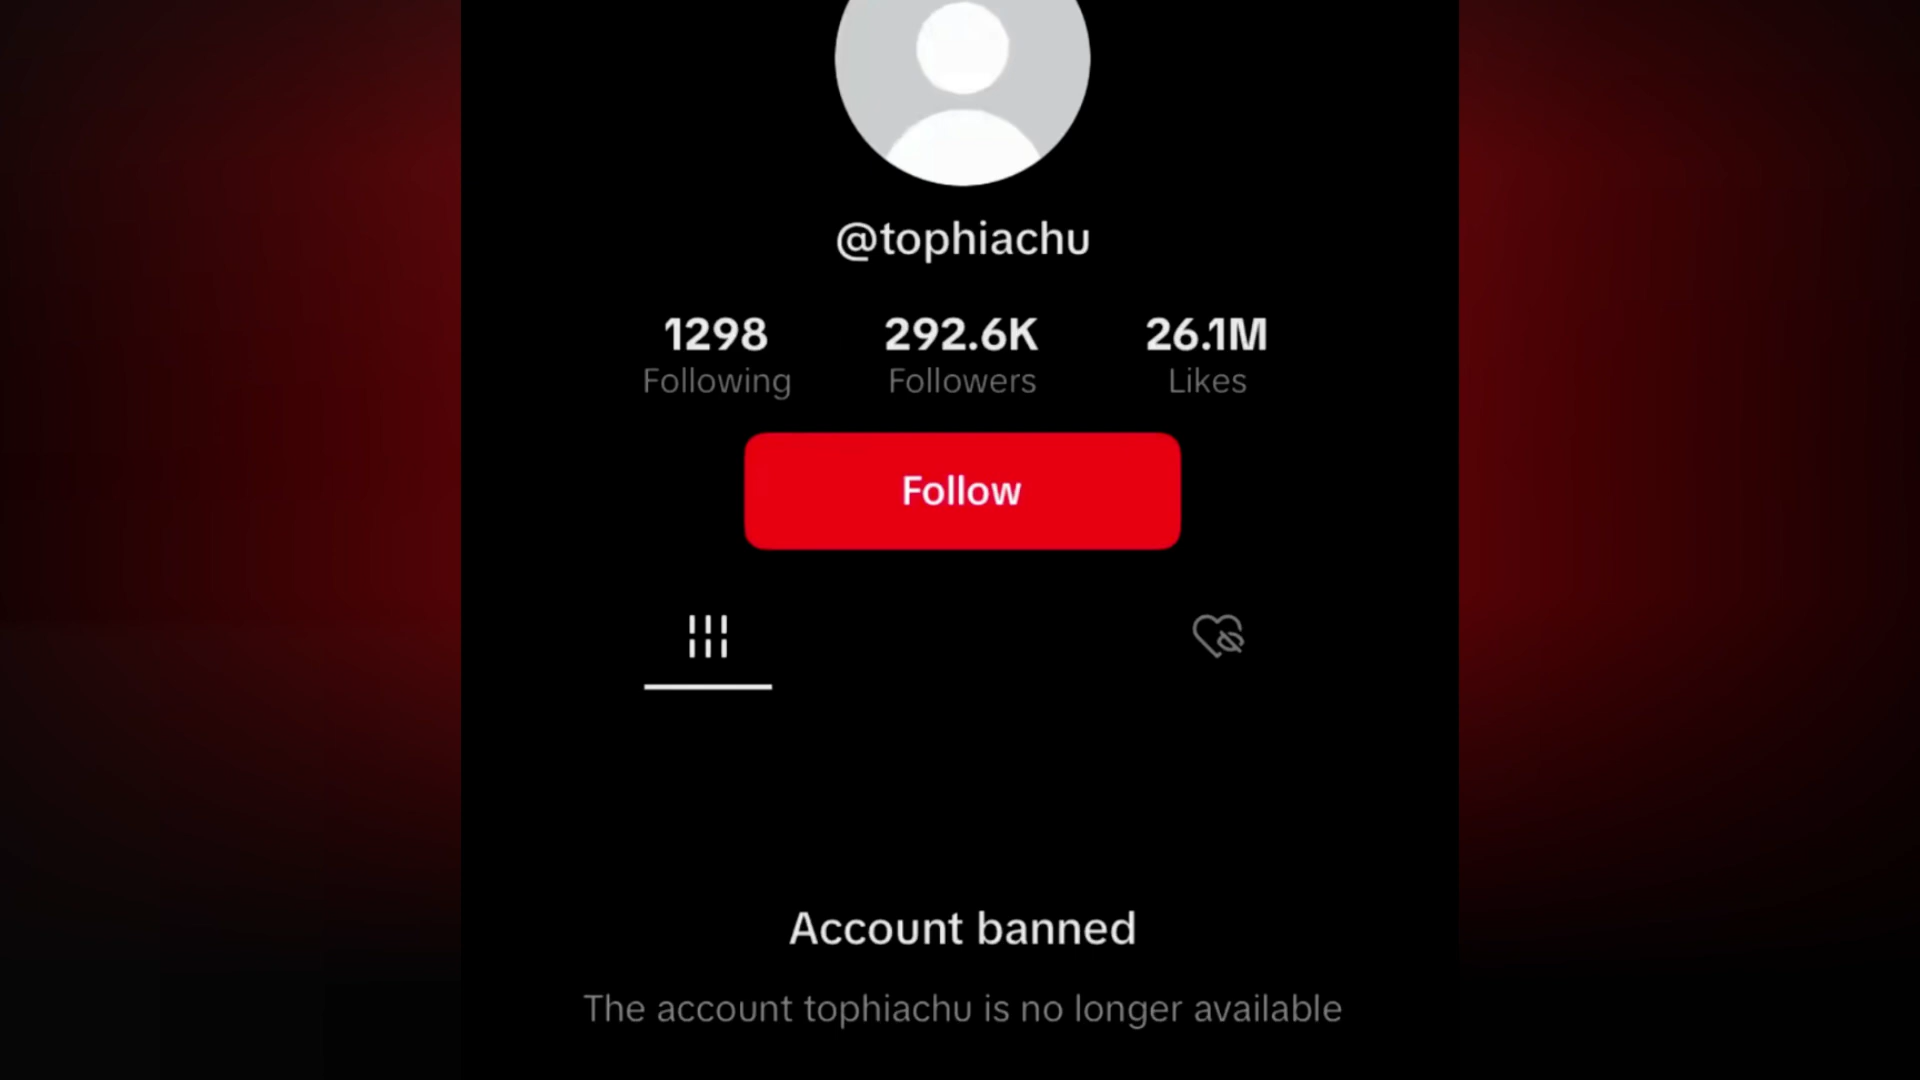 @tophiachu
1298 292.6K 26.1M
Following Followers Likes
Follow
Account banned
The account tophiachu is no longer available